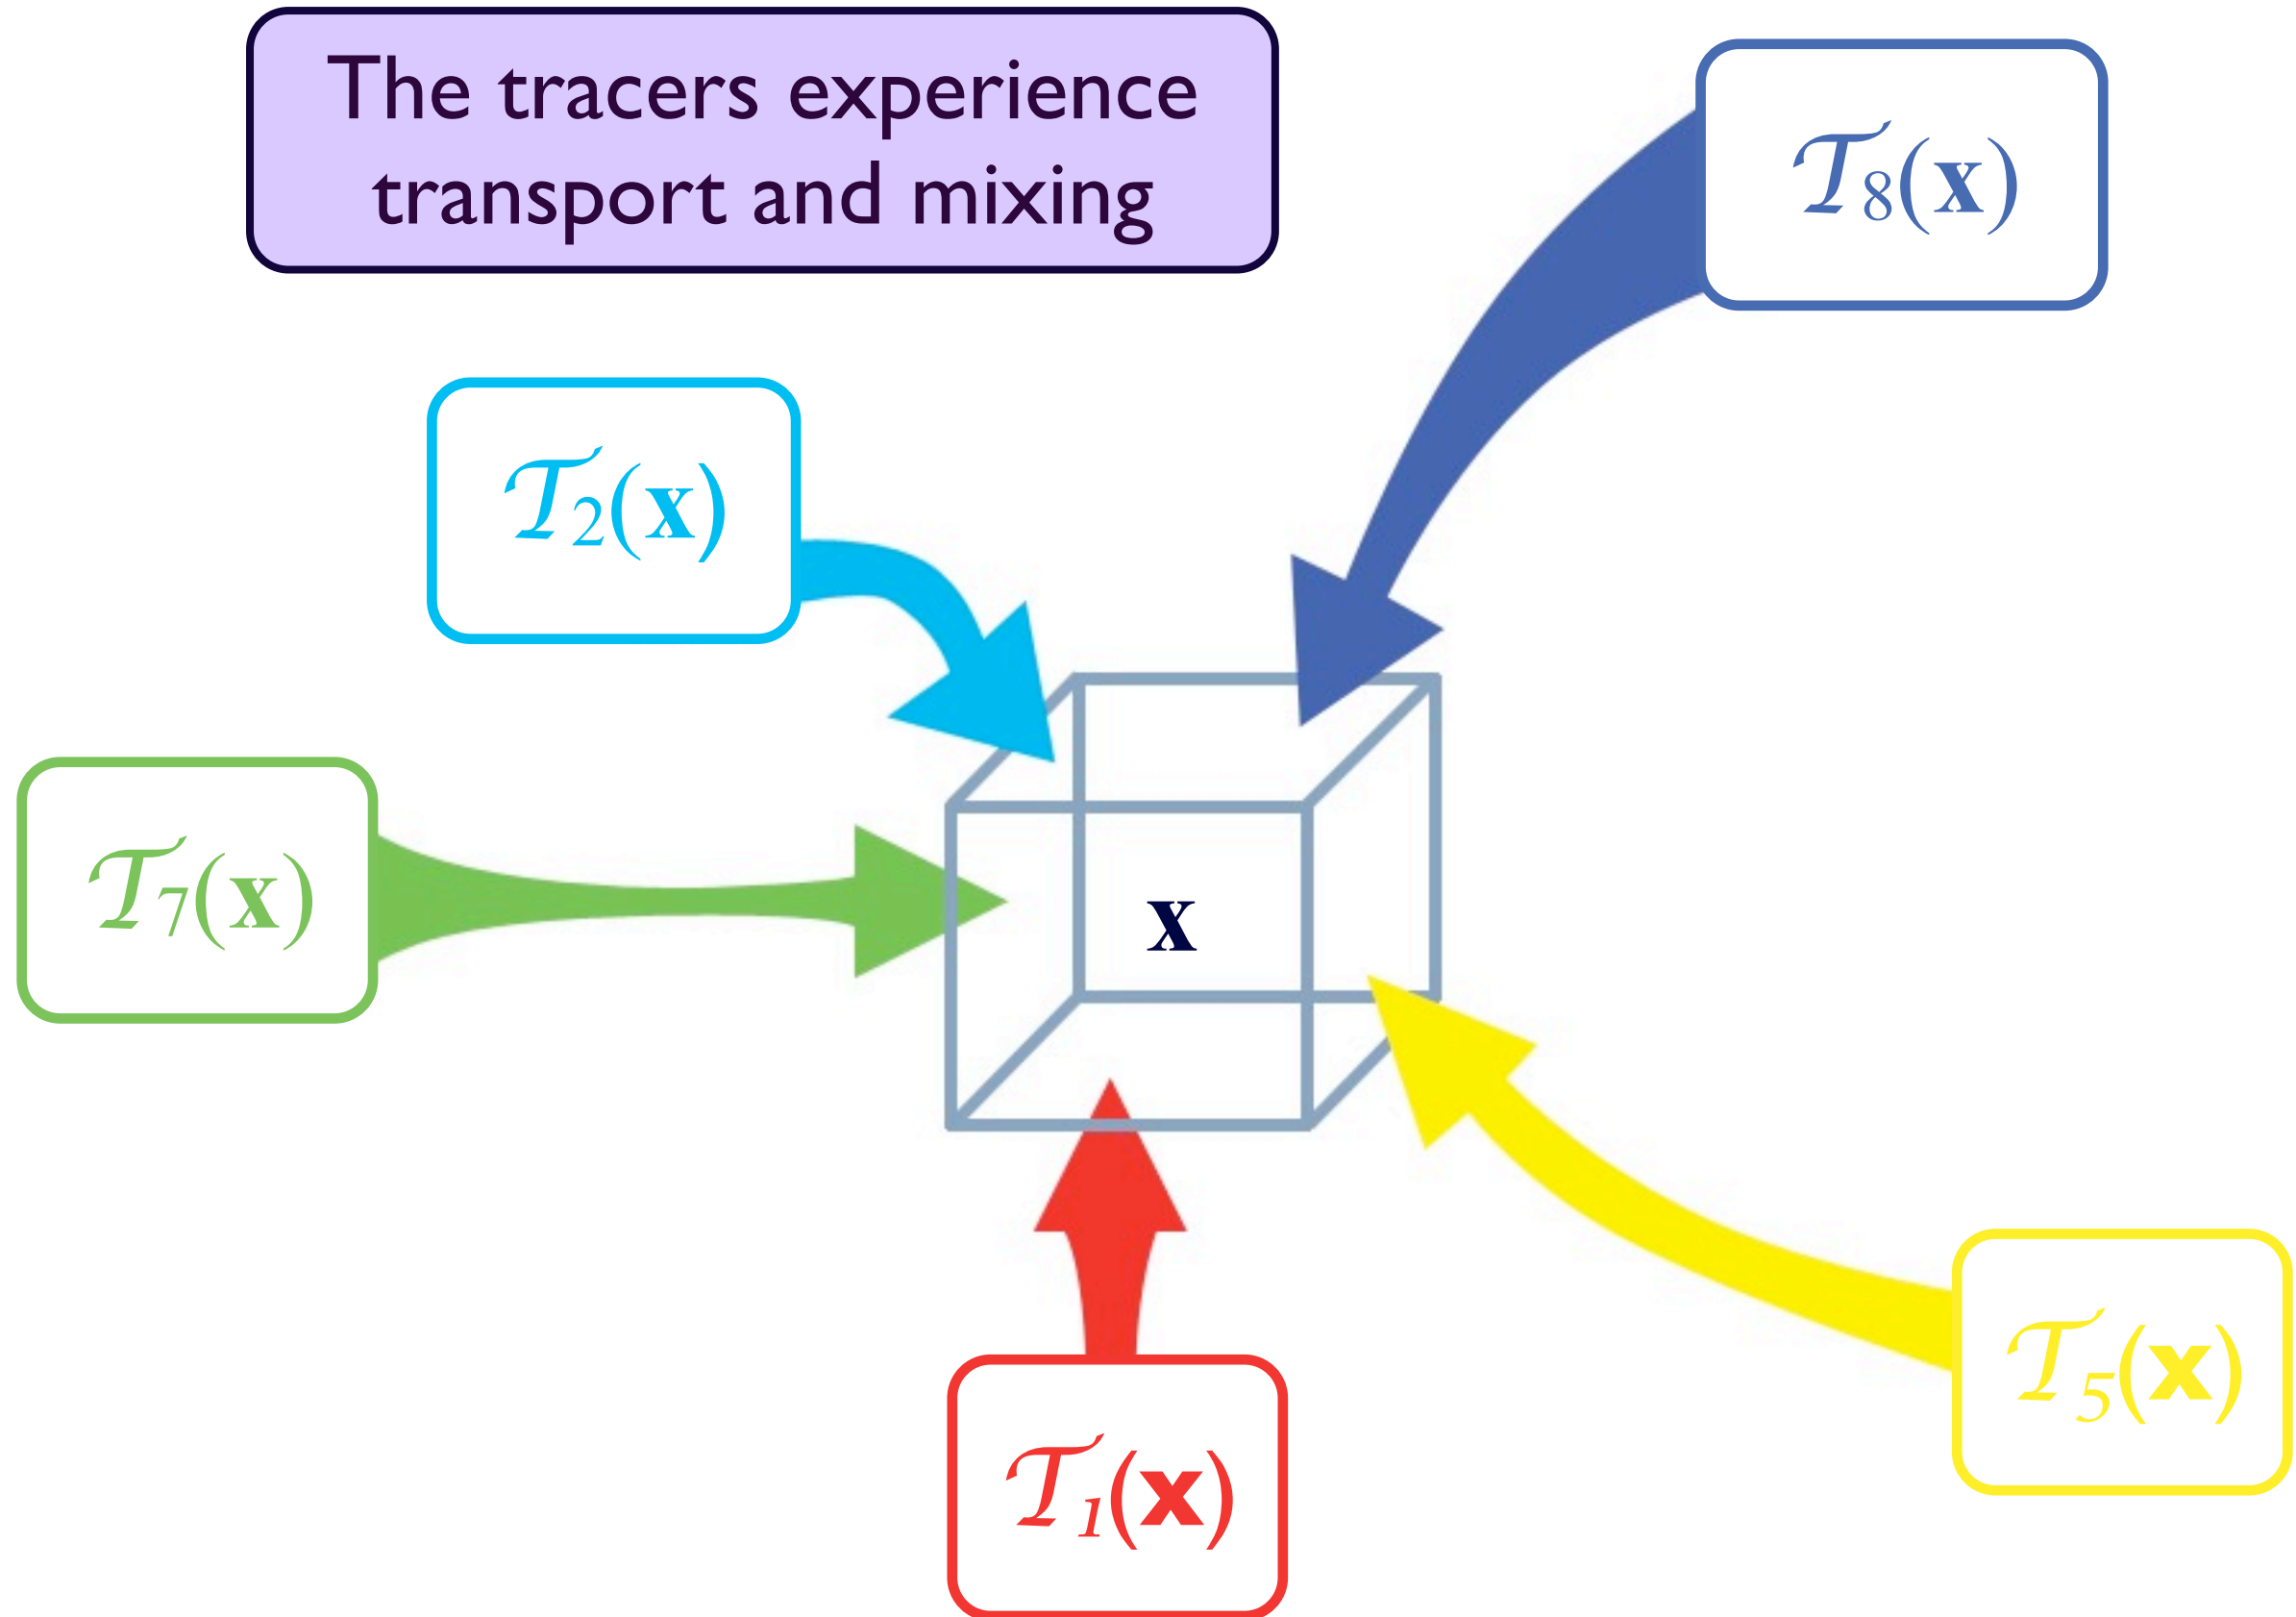 The tracers experience
transport and mixing
𝒯8(x)
𝒯2(x)
𝒯7(x)
x
𝒯5(x)
𝒯1(x)